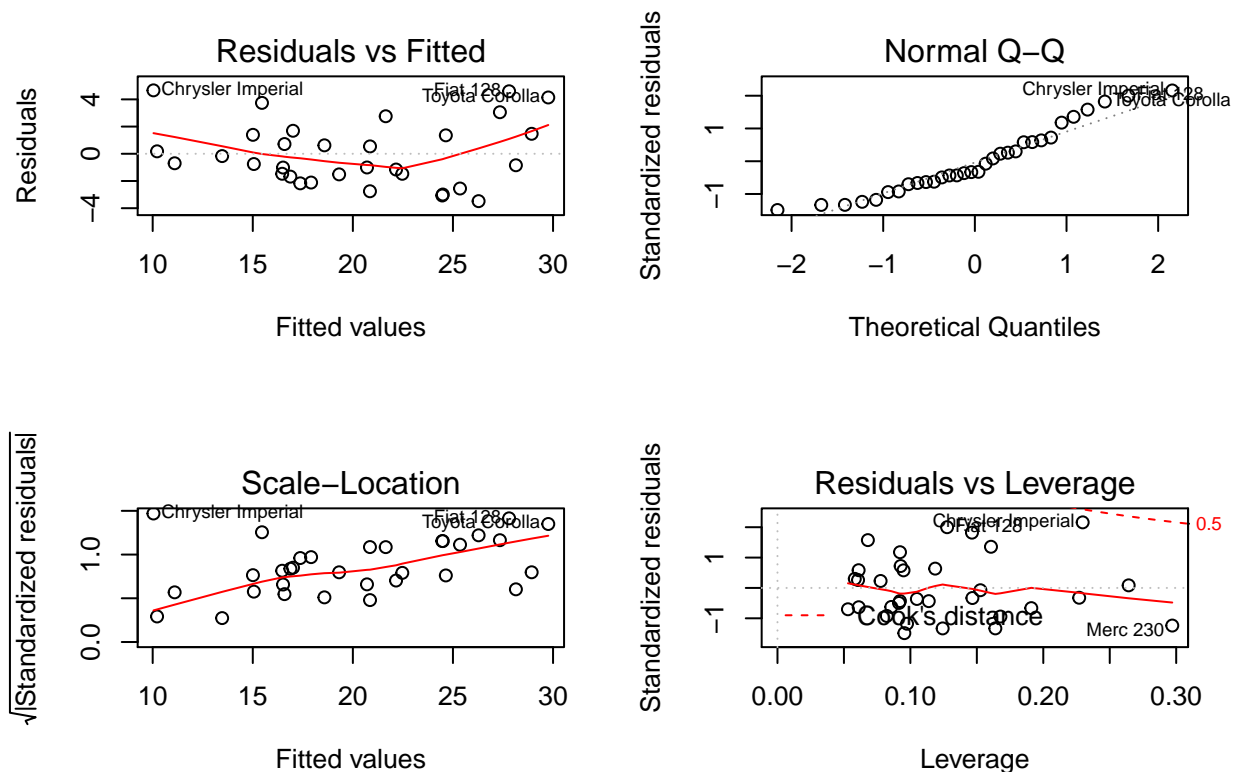 Residuals vs Fitted
Residuals
4
0
−4
Chrysler Imperial
Fiat 128
Toyota Corolla
10 15 20 25 30
Fitted values
Normal Q−Q
Standardized residuals
1
−1
Chrysler Imperial
Fiat 128
Toyota Corolla
−2 −1 0 1 2
Theoretical Quantiles
Scale−Location
√|Standardized residuals|
1.0
0.0
Chrysler Imperial
Fiat 128
Toyota Corolla
10 15 20 25 30
Fitted values
Residuals vs Leverage
Standardized residuals
1
−1
Chrysler Imperial
Fiat 128
0.5
Cook's distance
Merc 230
0.00 0.10 0.20 0.30
Leverage